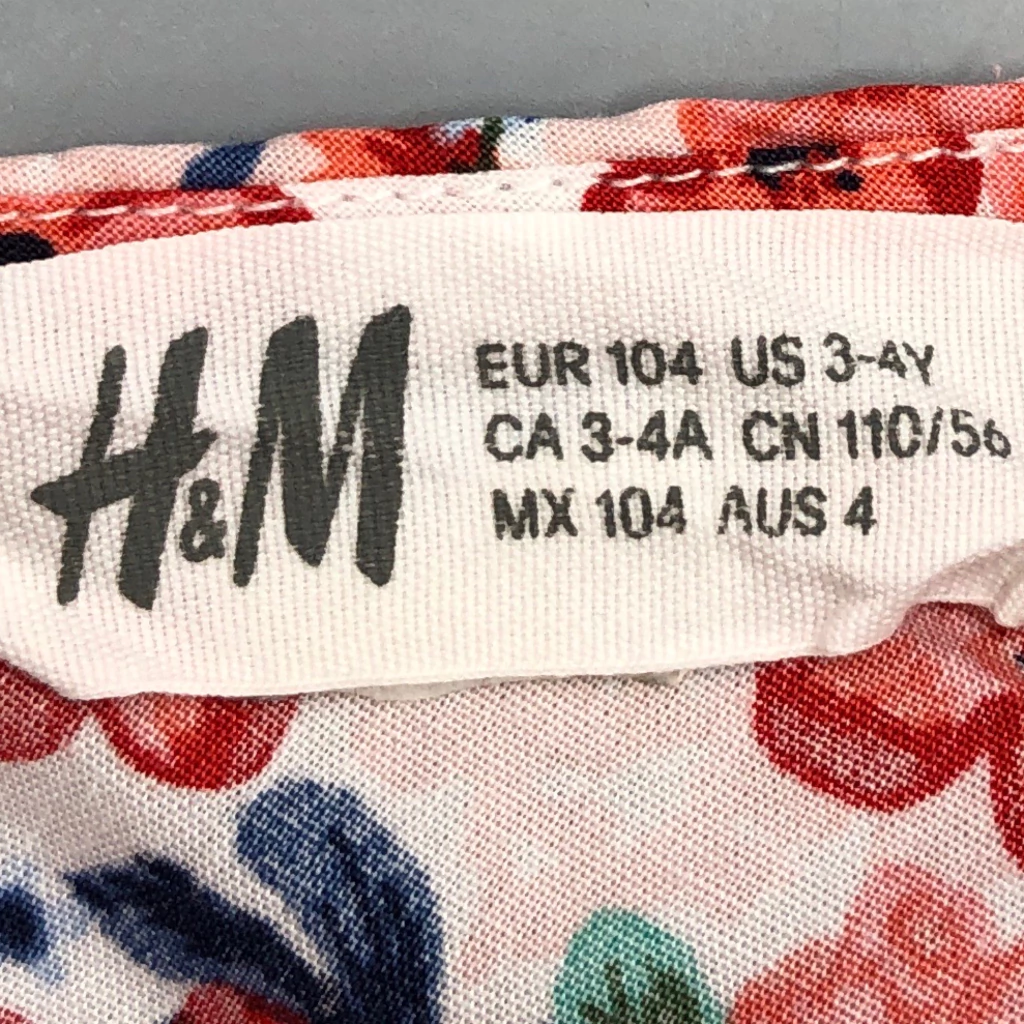 H&M
EUR 104 US 3-4Y
CA 3-4A CN 110/56
MX 104 AUS 4